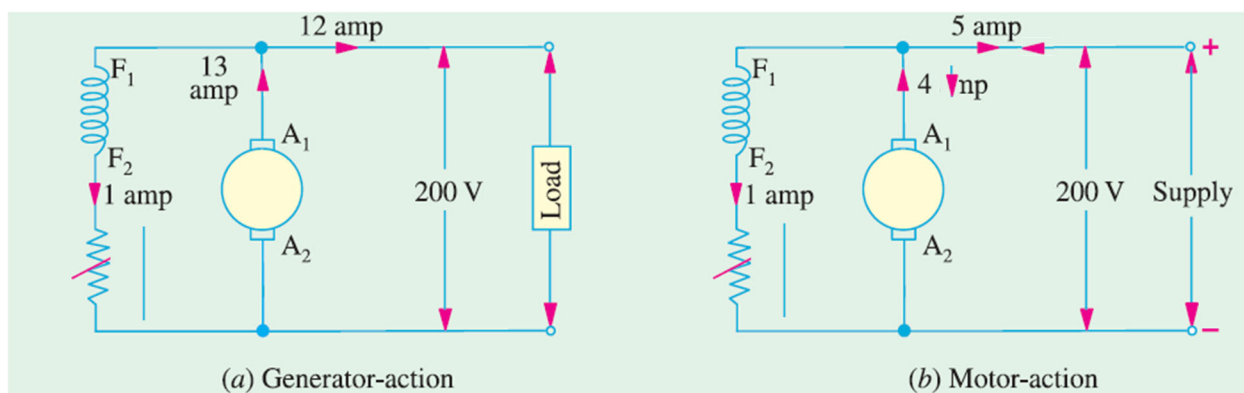 12 amp
13
amp
F1
F2
1 amp
A1
A2
200 V
Load
(a) Generator-action
5 amp
+
4
mp
F1
F2
1 amp
A1
A2
200 V
Supply
−
(b) Motor-action